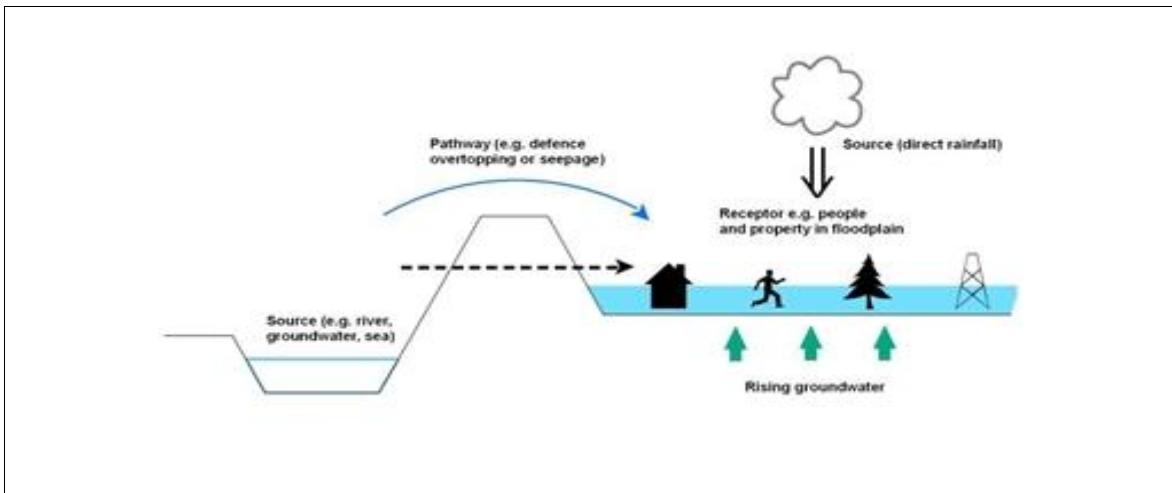 Pathway (e.g. defence
overtopping or seepage)
Source (direct rainfall)
Receptor e.g. people
and property in floodplain
Source (e.g. river,
groundwater, sea)
Rising groundwater